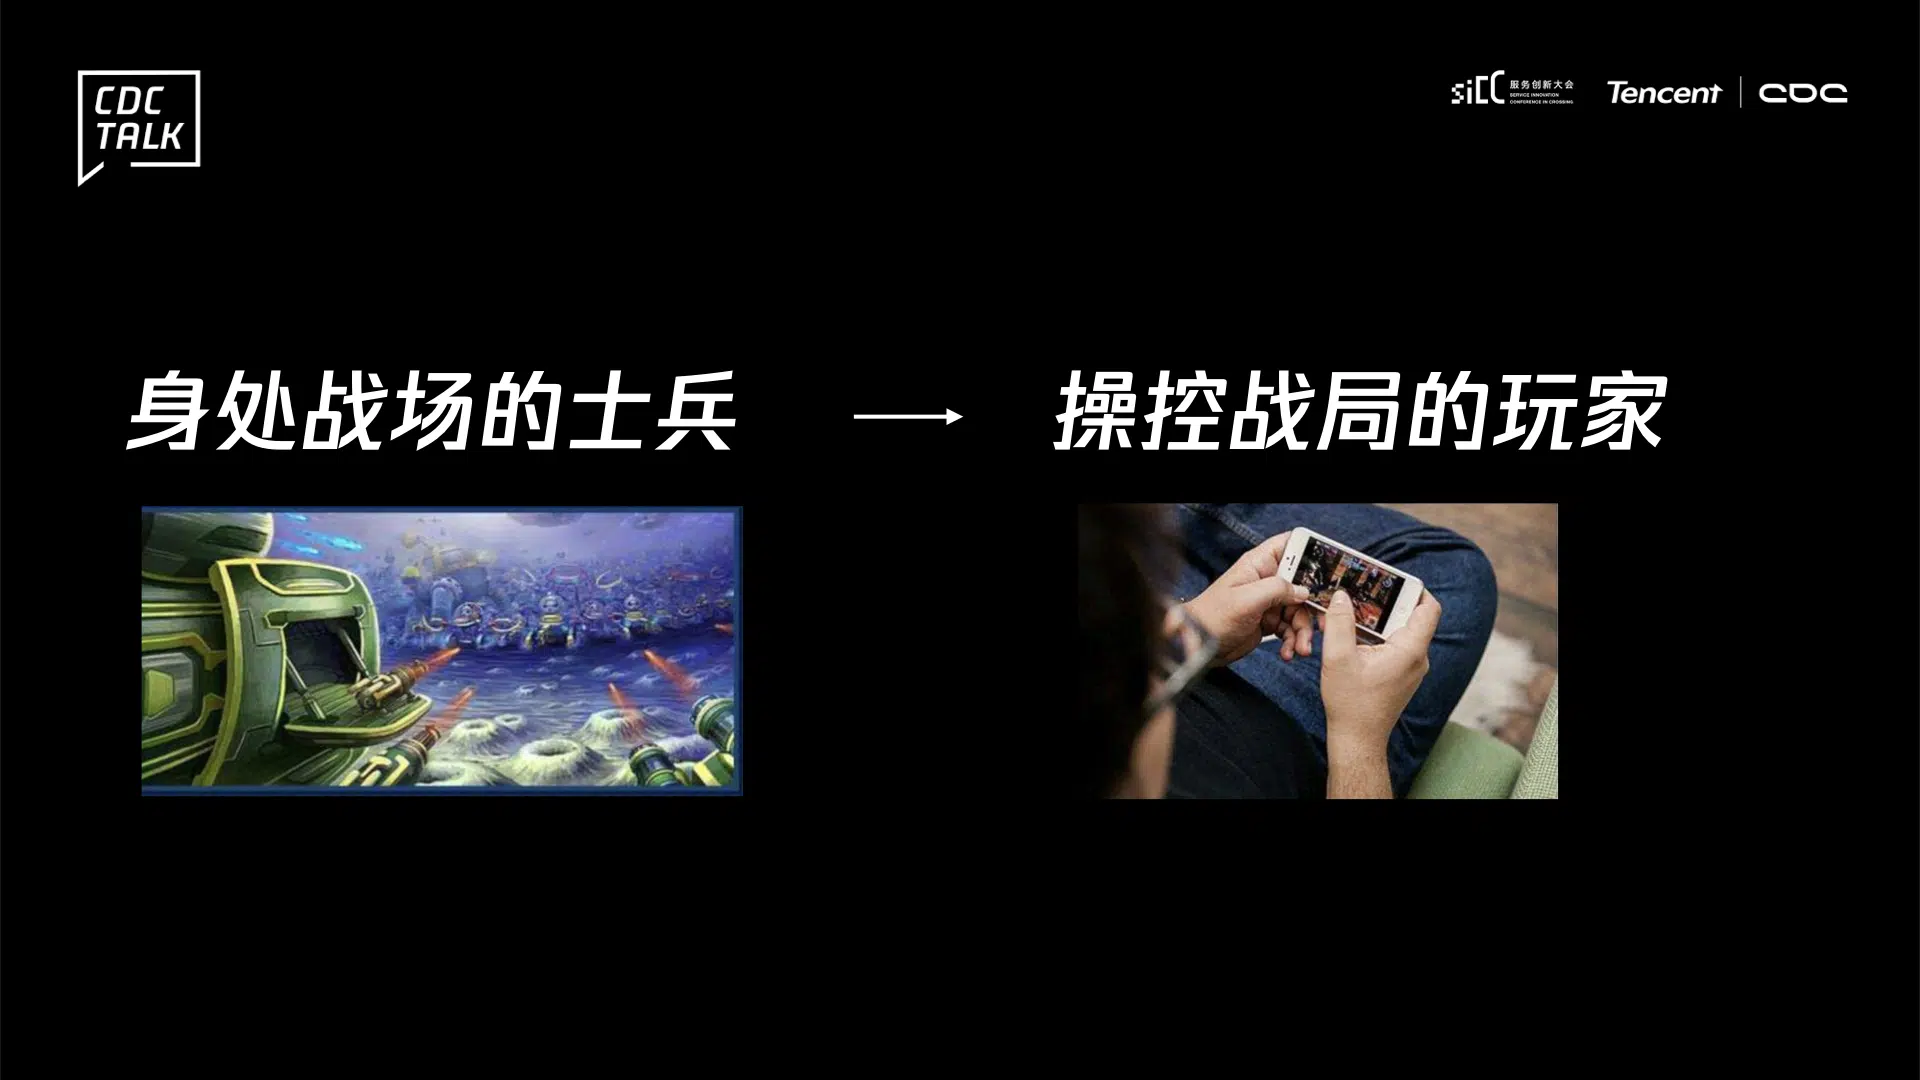 CDC
TALK
SiCC 服务创新大会
SERVICE INNOVATION
CONFERENCE IN CROSSING
Tencent | CDC
身处战场的士兵 → 操控战局的玩家